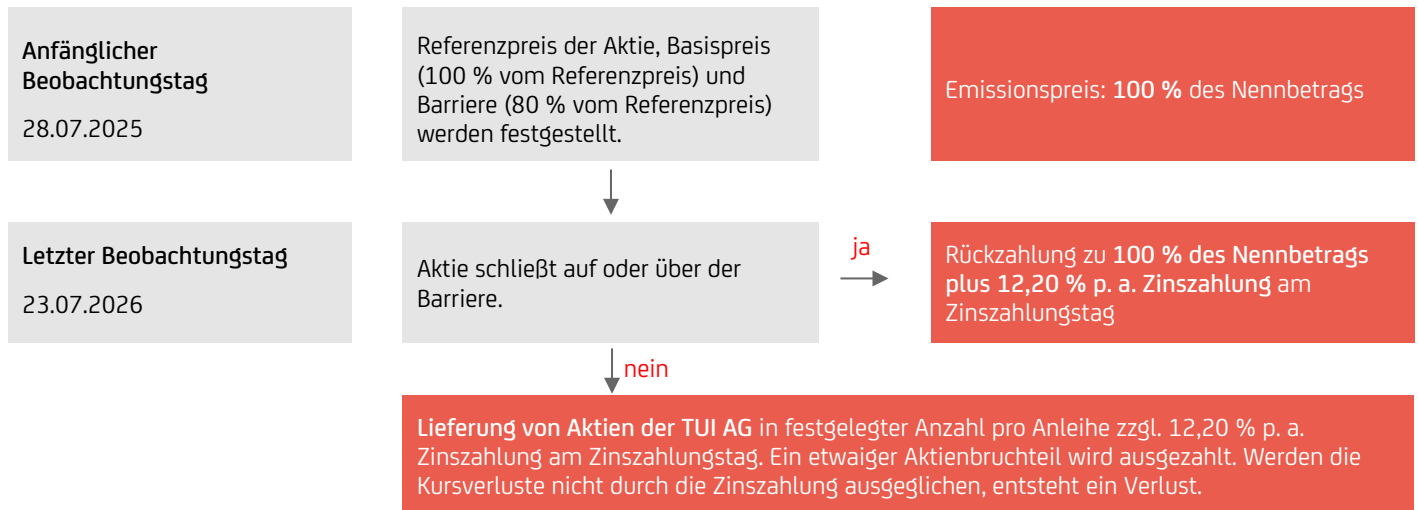 Anfänglicher
Beobachtungstag
28.07.2025
Referenzpreis der Aktie, Basispreis
(100 % vom Referenzpreis) und
Barriere (80 % vom Referenzpreis)
werden festgestellt.
Emissionspreis: 100 % des Nennbetrags
Letzter Beobachtungstag
23.07.2026
Aktie schließt auf oder über der
Barriere.
ja
Rückzahlung zu 100 % des Nennbetrags
plus 12,20 % p. a. Zinszahlung am
Zinszahlungstag
nein
Lieferung von Aktien der TUI AG in festgelegter Anzahl pro Anleihe zzgl. 12,20 % p. a.
Zinszahlung am Zinszahlungstag. Ein etwaiger Aktienbruchteil wird ausgezahlt. Werden die
Kursverluste nicht durch die Zinszahlung ausgeglichen, entsteht ein Verlust.